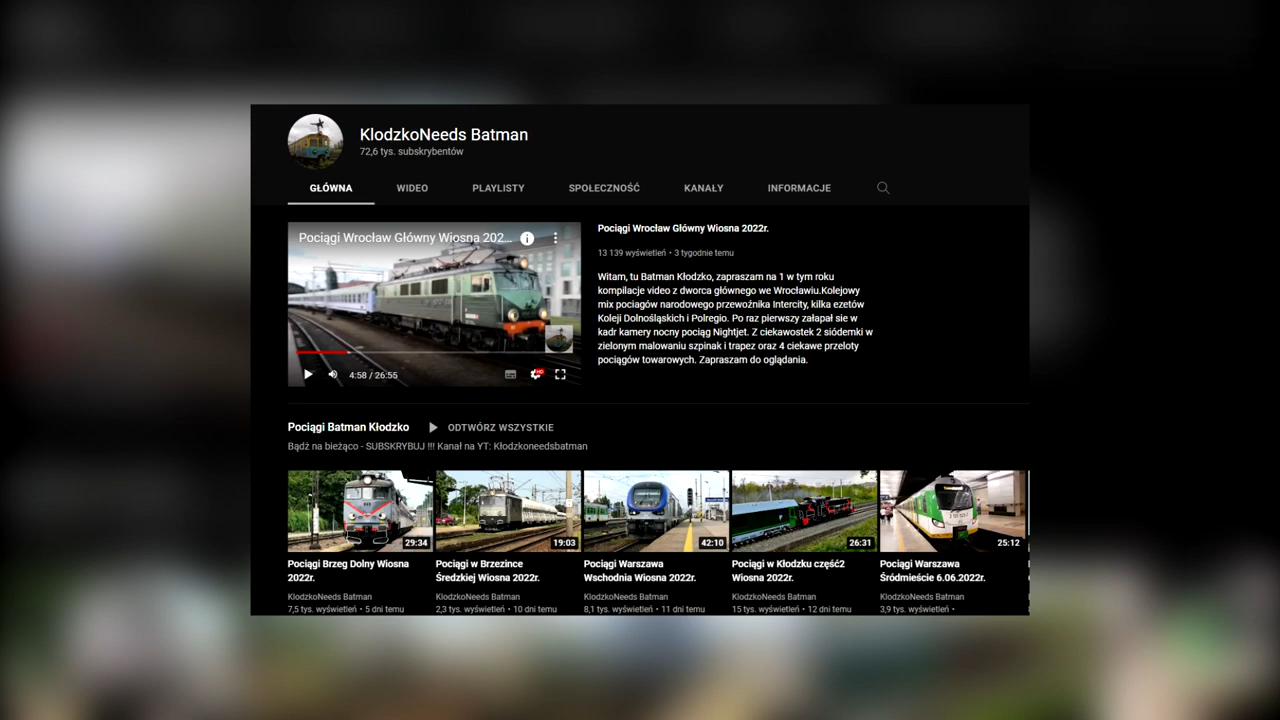 KlodzkoNeeds Batman
72,6 tys. subskrybentów
GŁÓWNA WIDEO PLAYLISTY SPOŁECZNOŚĆ KANAŁY INFORMACJE
Pociągi Wrocław Główny Wiosna 202...
4:58 / 26:55
HD
Pociągi Wrocław Główny Wiosna 2022r.
13 139 wyświetleń • 3 tygodnie temu
Witam, tu Batman Kłodzko, zapraszam na 1 w tym roku
kompilacje video z dworca głównego we Wrocławiu.Kolejowy
mix pociagów narodowego przewożnika Intercity, kilka ezetów
Koleji Dolnośląskich i Polregio. Po raz pierwszy załapał sie w
kadr kamery nocny pociąg Nightjet. Z ciekawostek 2 siódemki w
zielonym malowaniu szpinak i trapez oraz 4 ciekawe przeloty
pociągów towarowych. Zapraszam do oglądania.
Pociągi Batman Kłodzko ODTWÓRZ WSZYSTKIE
Bądź na bieżąco - SUBSKRYBUJ !!! Kanał na YT: Kłodzkoneedsbatman
29:34 19:03 42:10 26:31 25:12
Pociągi Brzeg Dolny Wiosna
2022r.
KlodzkoNeeds Batman
7,5 tys. wyświetleń • 5 dni temu
Pociągi w Brzezince
Średzkiej Wiosna 2022r.
KlodzkoNeeds Batman
2,3 tys. wyświetleń • 10 dni temu
Pociągi Warszawa
Wschodnia Wiosna 2022r.
KlodzkoNeeds Batman
8,1 tys. wyświetleń • 11 dni temu
Pociągi w Kłodzku część2
Wiosna 2022r.
KlodzkoNeeds Batman
15 tys. wyświetleń • 12 dni temu
Pociągi Warszawa
Śródmieście 6.06.2022r.
KlodzkoNeeds Batman
3,9 tys. wyświetleń •